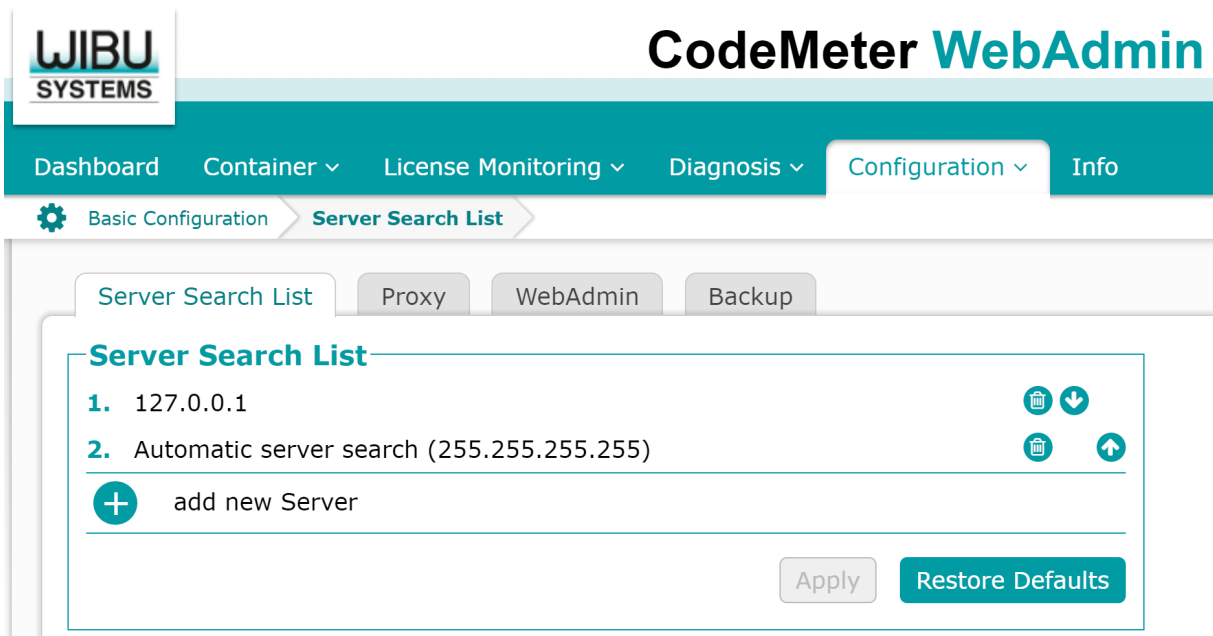 WIBU
SYSTEMS
CodeMeter WebAdmin
Dashboard Container License Monitoring Diagnosis Configuration Info
Basic Configuration Server Search List
Server Search List Proxy WebAdmin Backup
Server Search List
1. 127.0.0.1
2. Automatic server search (255.255.255.255)
add new Server
Apply Restore Defaults